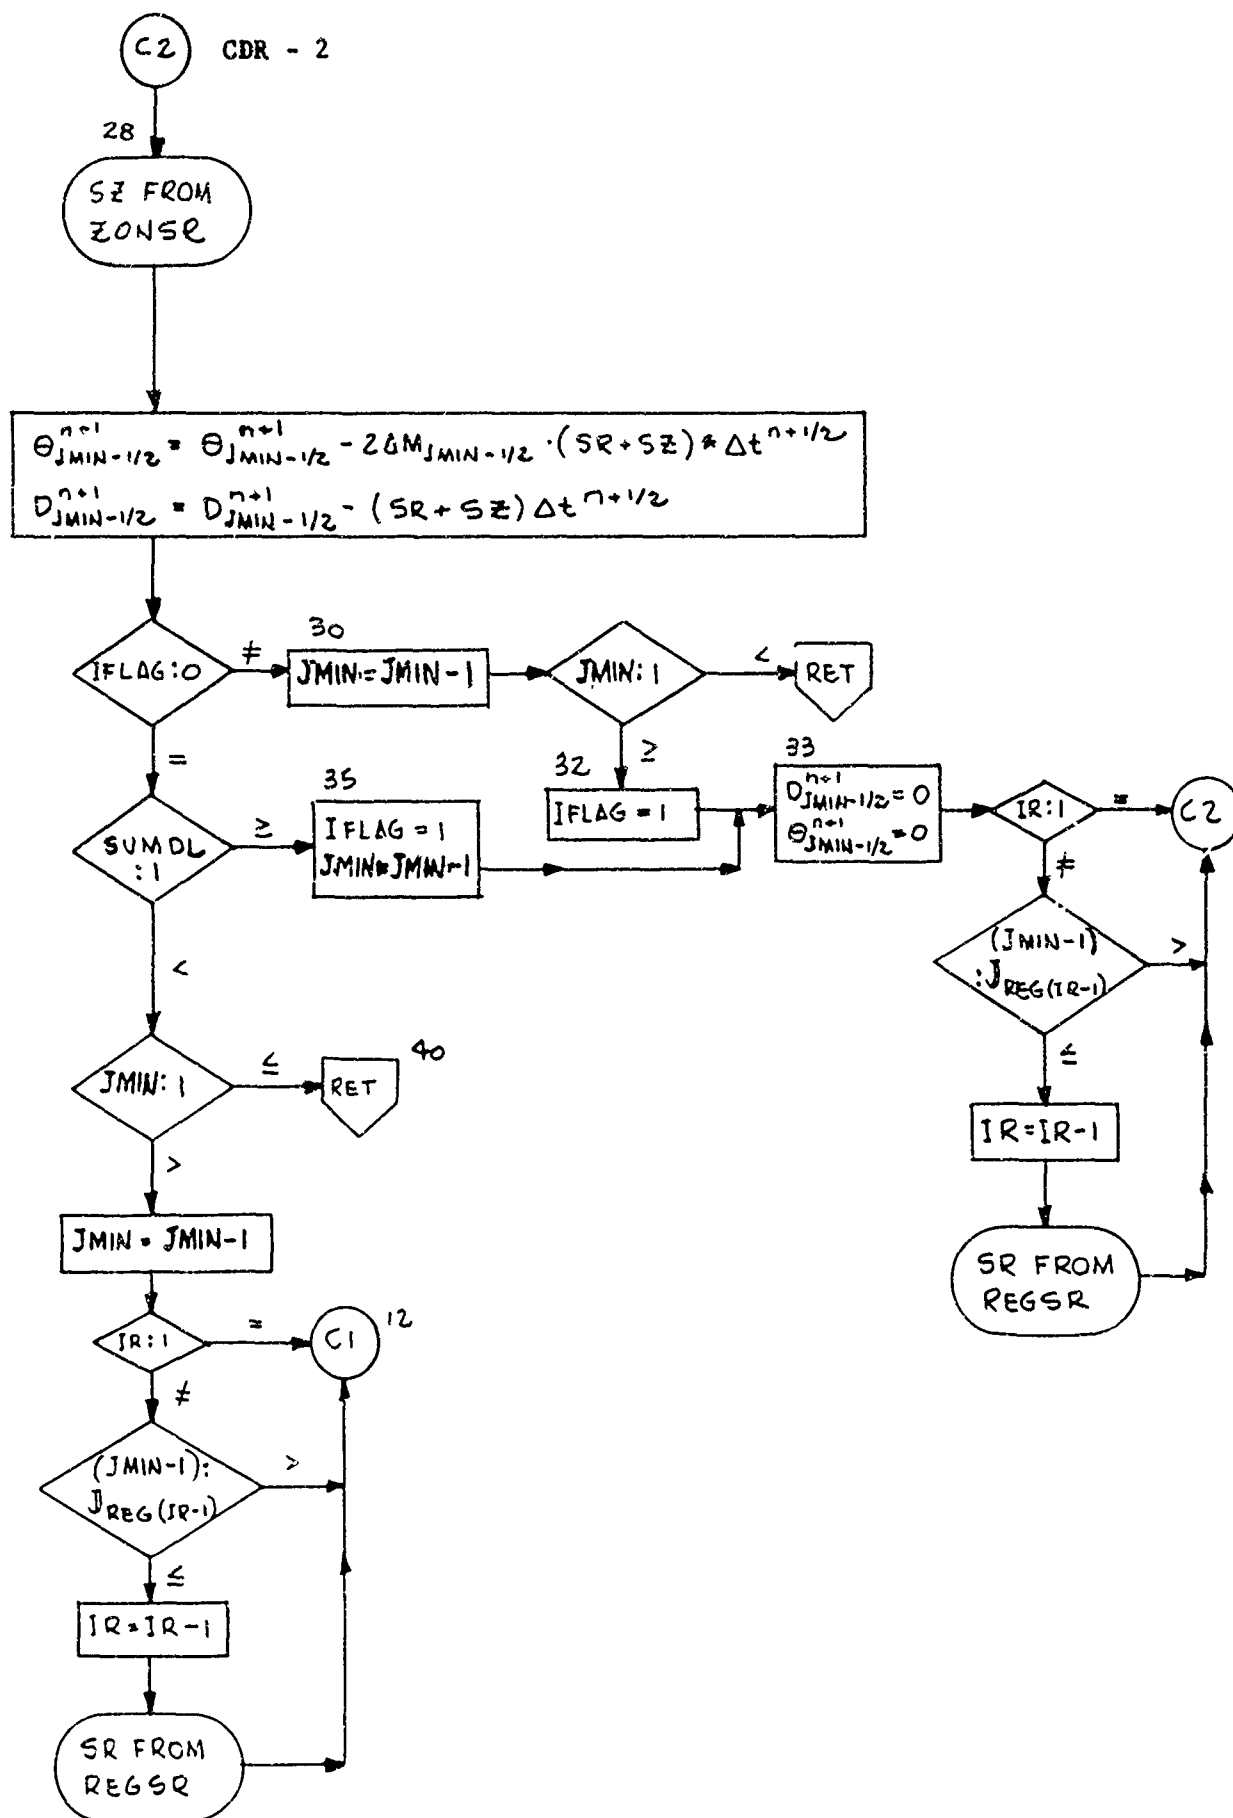 C2 CDR - 2
28
SZ FROM
ZONSR
Θ^{n+1}_{JMIN-1/2} = Θ^{n+1}_{JMIN-1/2} - 2ΔM_{JMIN-1/2} · (SR+SZ) * Δt^{n+1/2}
D^{n+1}_{JMIN-1/2} = D^{n+1}_{JMIN-1/2} - (SR+SZ) Δt^{n+1/2}
IFLAG:0
≠
30
JMIN=JMIN-1
JMIN:1
<
RET
=
≥
SUMDL
:1
≥
35
IFLAG=1
JMIN=JMIN-1
32
IFLAG=1
33
D^{n+1}_{JMIN-1/2}=0
Θ^{n+1}_{JMIN-1/2}=0
IR:1
=
C2
≠
(JMIN-1)
:J_{REG(IR-1)}
>
≤
IR=IR-1
SR FROM
REGSR
<
JMIN:1
≤
RET
40
>
JMIN=JMIN-1
IR:1
=
C1
12
≠
(JMIN-1):
J_{REG(IR-1)}
>
≤
IR=IR-1
SR FROM
REGSR